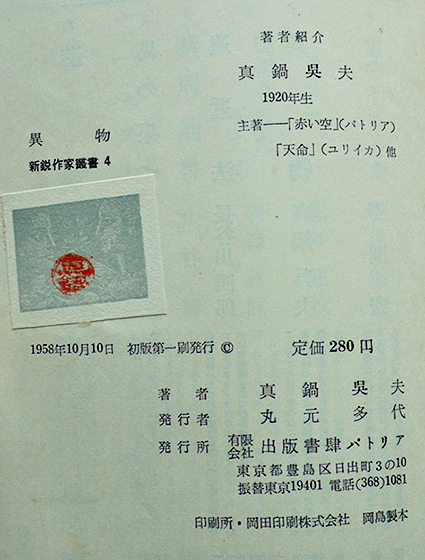 著者紹介
真鍋呉夫
1920年生
主著──「赤い空」(パトリア)
「天命」(ユリイカ)他
異物
新鋭作家叢書 4
1958年10月10日 初版第一刷発行 © 定価 280円
著者 真鍋呉夫
発行者 丸元多代
発行所 有限会社 出版書肆パトリア
東京都豊島区日出町3の10
振替東京19401 電話(368)1081
印刷所・岡田印刷株式会社 岡島製本